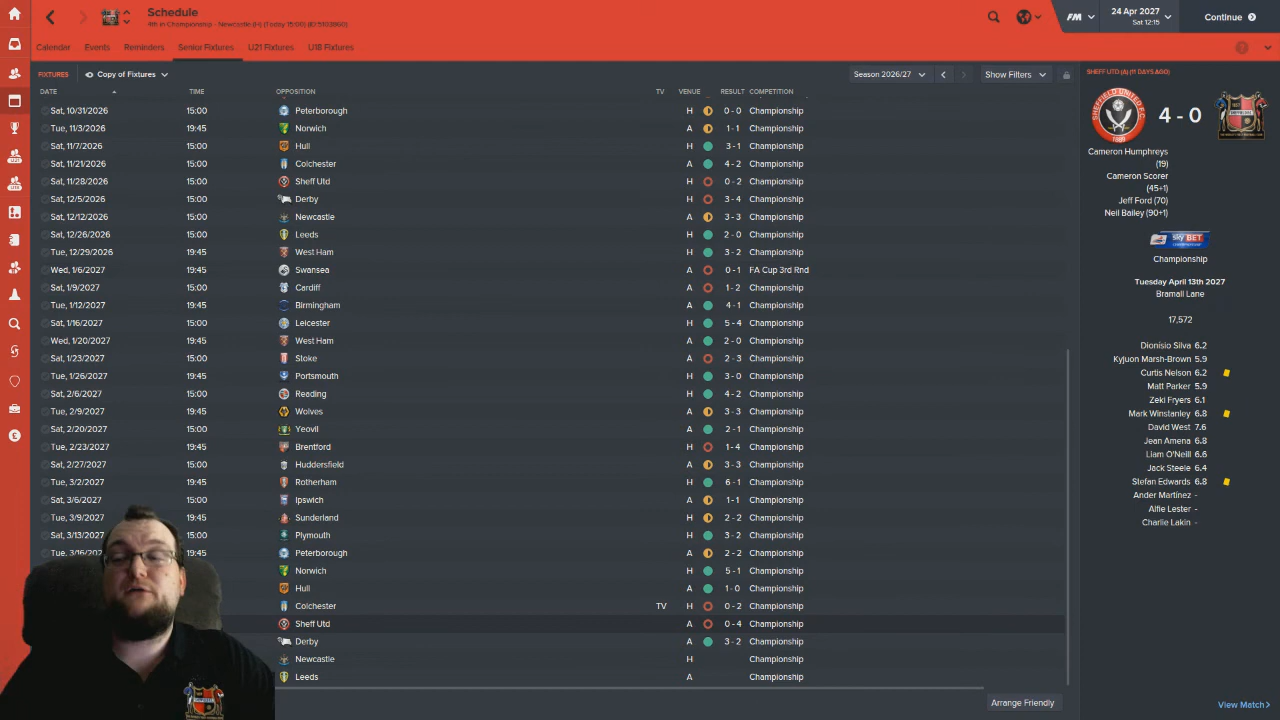 Schedule
4th in Championship - Newcastle (H) (Today 15:00) (ID:5103860)
FM
24 Apr 2027
Sat 12:15
Continue
Calendar Events Reminders Senior Fixtures U21 Fixtures U18 Fixtures
FIXTURES Copy of Fixtures Season 2026/27 Show Filters
DATE TIME OPPOSITION TV VENUE RESULT COMPETITION
Sat, 10/31/2026 15:00 Peterborough H 0 - 0 Championship
Tue, 11/3/2026 19:45 Norwich A 1 - 1 Championship
Sat, 11/7/2026 15:00 Hull H 3 - 1 Championship
Sat, 11/21/2026 15:00 Colchester A 4 - 2 Championship
Sat, 11/28/2026 15:00 Sheff Utd H 0 - 2 Championship
Sat, 12/5/2026 15:00 Derby H 3 - 4 Championship
Sat, 12/12/2026 15:00 Newcastle A 3 - 3 Championship
Sat, 12/26/2026 15:00 Leeds H 2 - 0 Championship
Tue, 12/29/2026 19:45 West Ham H 3 - 2 Championship
Wed, 1/6/2027 19:45 Swansea A 0 - 1 FA Cup 3rd Rnd
Sat, 1/9/2027 15:00 Cardiff A 1 - 2 Championship
Tue, 1/12/2027 19:45 Birmingham A 4 - 1 Championship
Sat, 1/16/2027 15:00 Leicester H 5 - 4 Championship
Wed, 1/20/2027 19:45 West Ham A 2 - 0 Championship
Sat, 1/23/2027 15:00 Stoke A 2 - 3 Championship
Tue, 1/26/2027 19:45 Portsmouth H 3 - 0 Championship
Sat, 2/6/2027 15:00 Reading H 4 - 2 Championship
Tue, 2/9/2027 19:45 Wolves A 3 - 3 Championship
Sat, 2/20/2027 15:00 Yeovil A 2 - 1 Championship
Tue, 2/23/2027 19:45 Brentford H 1 - 4 Championship
Sat, 2/27/2027 15:00 Huddersfield A 3 - 3 Championship
Tue, 3/2/2027 19:45 Rotherham H 6 - 1 Championship
Sat, 3/6/2027 15:00 Ipswich A 1 - 1 Championship
Tue, 3/9/2027 19:45 Sunderland H 2 - 2 Championship
Sat, 3/13/2027 15:00 Plymouth H 3 - 2 Championship
Tue, 3/16/2027 19:45 Peterborough A 2 - 2 Championship
Norwich H 5 - 1 Championship
Hull A 1 - 0 Championship
Colchester TV H 0 - 2 Championship
Sheff Utd A 0 - 4 Championship
Derby A 3 - 2 Championship
Newcastle H Championship
Leeds A Championship
Arrange Friendly
SHEFF UTD (A) (11 DAYS AGO)
4 - 0
Cameron Humphreys
(19)
Cameron Scorer
(45+1)
Jeff Ford (70)
Neil Bailey (90+1)
sky BET
Championship
Tuesday April 13th 2027
Bramall Lane
17,572
Dionísio Silva 6.2
Kyjuon Marsh-Brown 5.9
Curtis Nelson 6.2
Matt Parker 5.9
Zeki Fryers 6.1
Mark Winstanley 6.8
David West 7.6
Jean Amena 6.8
Liam O'Neill 6.6
Jack Steele 6.4
Stefan Edwards 6.8
Ander Martínez -
Alfie Lester -
Charlie Lakin -
View Match